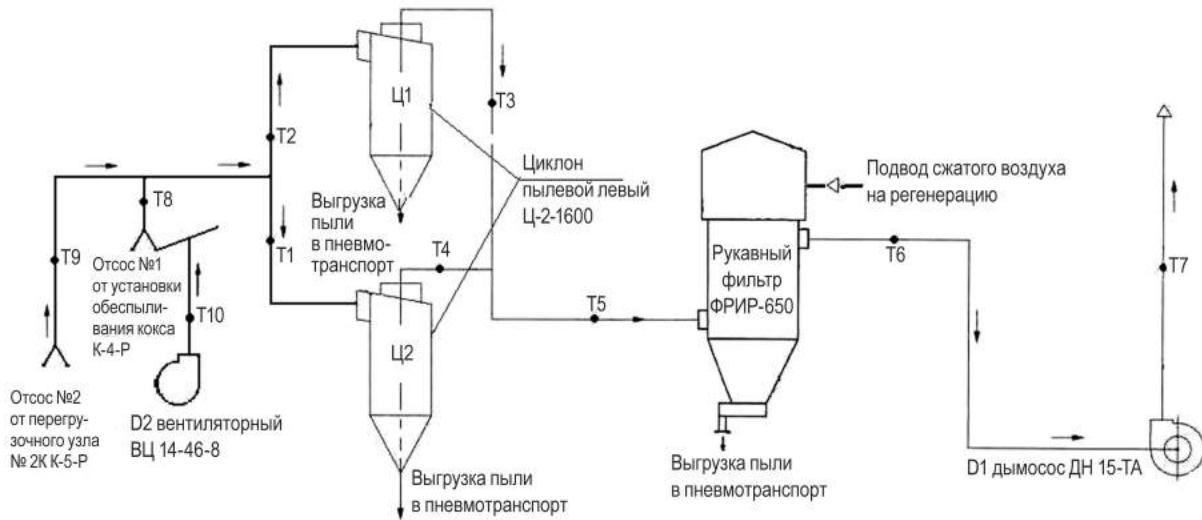 Ц1
Т3
Т2
Циклон
пылевой левый
Ц-2-1600
Подвод сжатого воздуха
на регенерацию
Т8
Выгрузка
пыли
в пневмо-
транспорт
Т9
Т1
Т4
Т6
Т7
Отсос №1
от установки
обеспыли-
вания кокса
К-4-Р
Т10
Рукавный
фильтр
ФРИР-650
Т5
Ц2
Отсос №2
от перегру-
зочного узла
№ 2К К-5-Р
D2 вентиляторный
ВЦ 14-46-8
Выгрузка пыли
в пневмотранспорт
Выгрузка пыли
в пневмотранспорт
D1 дымосос ДН 15-ТА